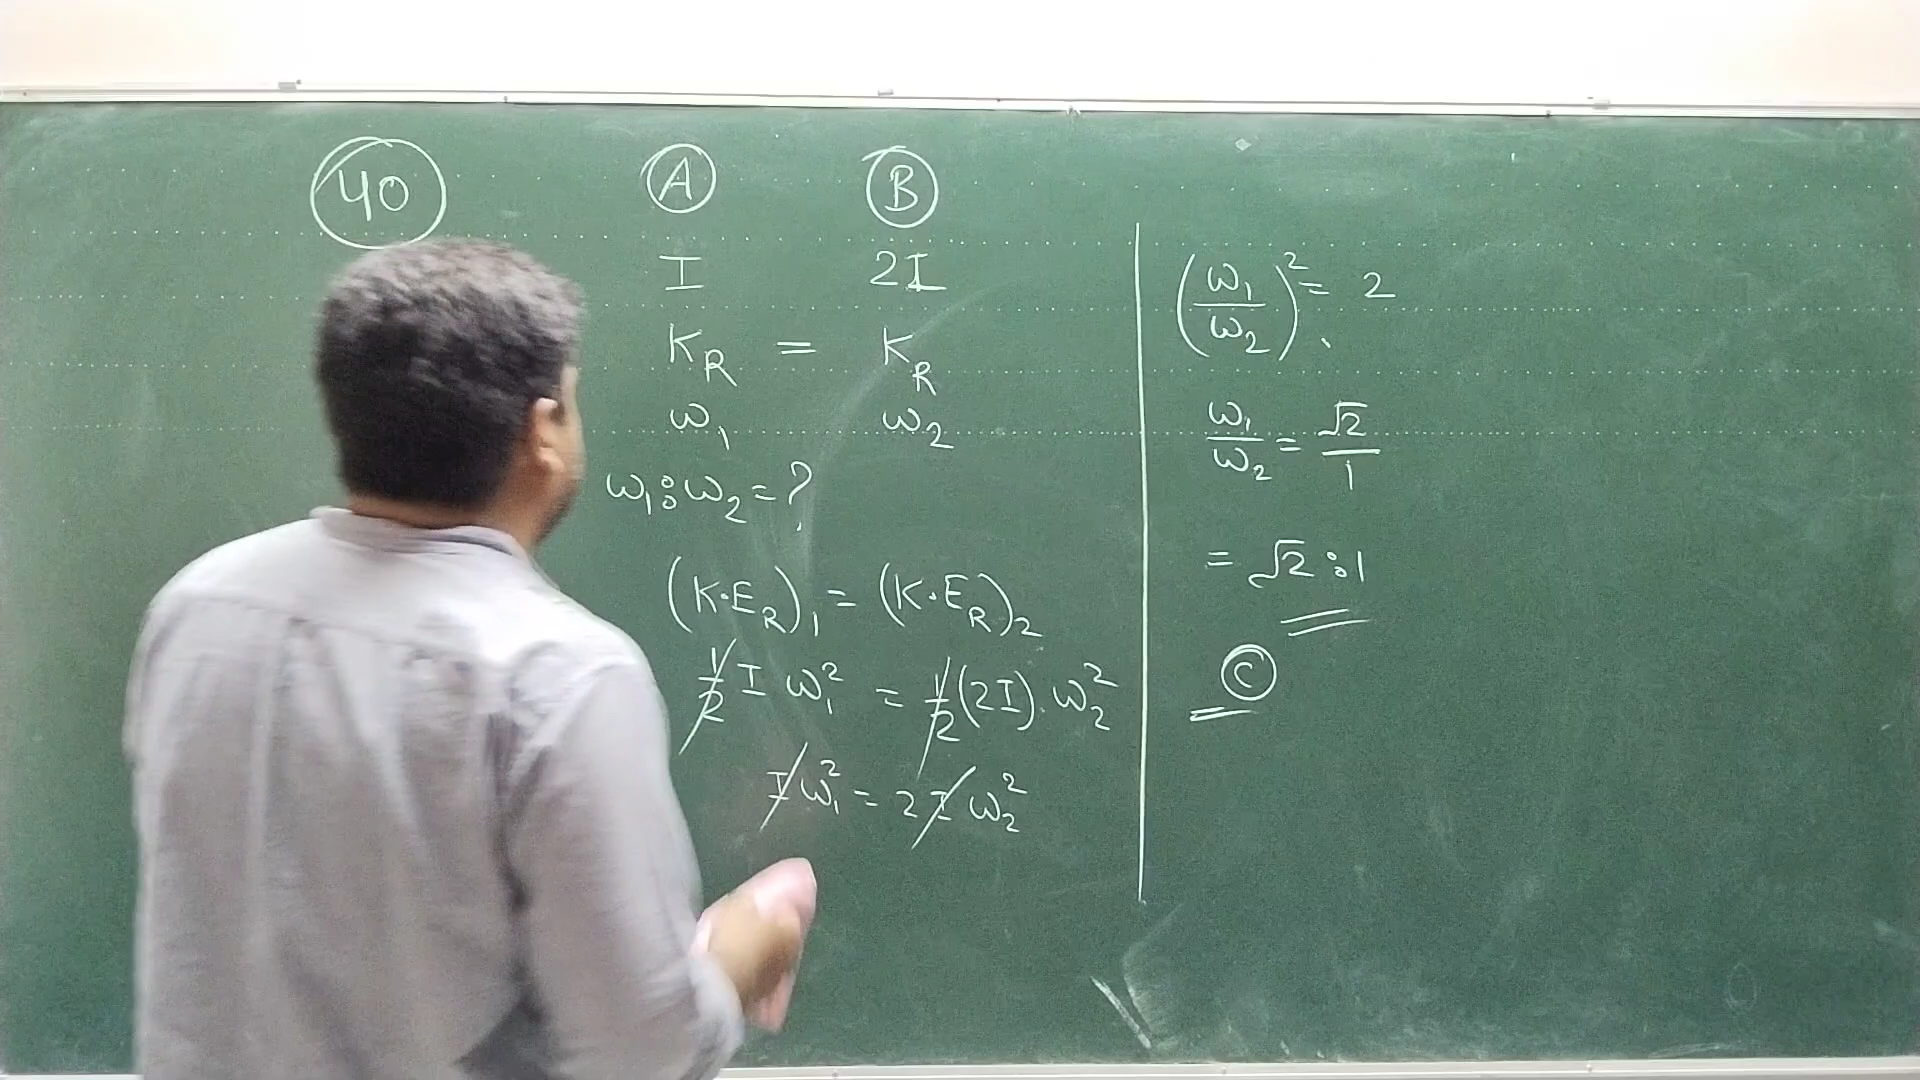 40 A B
I 2I
K_R = K_R
ω₁ ω₂
ω₁ : ω₂ = ?
(K.E_R)₁ = (K.E_R)₂
1/2 I ω₁² = 1/2 (2I). ω₂²
I ω₁² = 2 I ω₂²
(ω₁/ω₂)² = 2
ω₁/ω₂ = √2/1
= √2 : 1
C